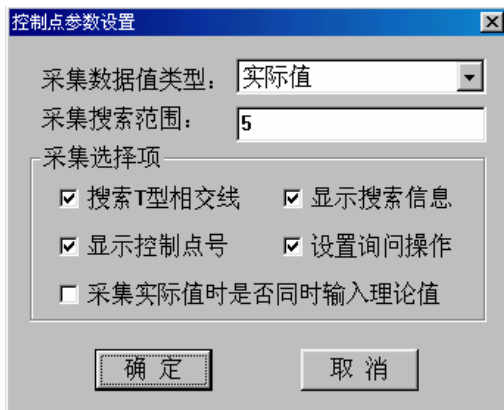 控制点参数设置
采集数据值类型： 实际值
采集搜索范围： 5
采集选择项
搜索T型相交线 显示搜索信息
显示控制点号 设置询问操作
采集实际值时是否同时输入理论值
确定 取消